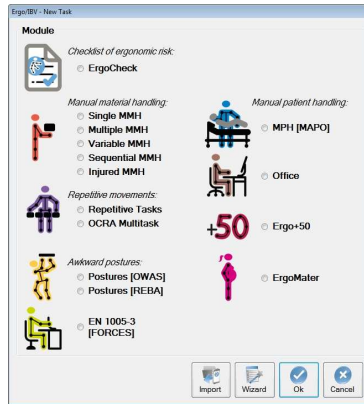 Ergo/IBV - New Task
Module
Checklist of ergonomic risk:
ErgoCheck
Manual material handling:
Single MMH
Multiple MMH
Variable MMH
Sequential MMH
Injured MMH
Repetitive movements:
Repetitive Tasks
OCRA Multitask
Awkward postures:
Postures [OWAS]
Postures [REBA]
EN 1005-3
[FORCES]
Manual patient handling:
MPH [MAPO]
Office
+50
Ergo+50
ErgoMater
Import
Wizard
Ok
Cancel